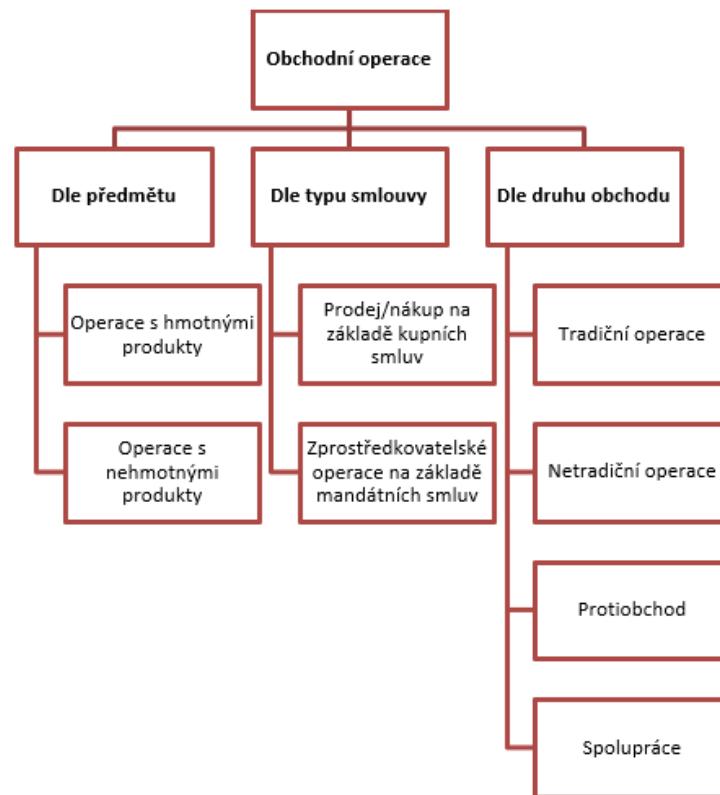 Obchodní operace
Dle předmětu
Operace s hmotnými
produkty
Operace s
nehmotnými
produkty
Dle typu smlouvy
Prodej/nákup na
základě kupních
smluv
Zprostředkovatelské
operace na základě
mandátních smluv
Dle druhu obchodu
Tradiční operace
Netradiční operace
Protiobchod
Spolupráce